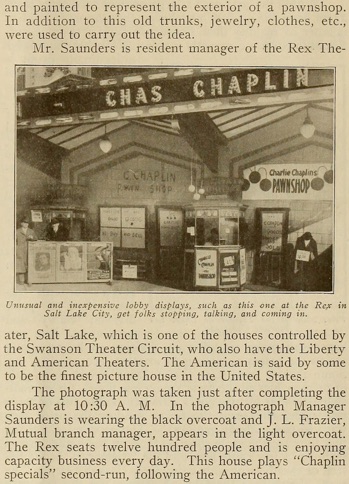 and painted to represent the exterior of a pawnshop.
In addition to this old trunks, jewelry, clothes, etc.,
were used to carry out the idea.
Mr. Saunders is resident manager of the Rex The-
CHAS CHAPLIN
C. CHAPLIN
PAWN SHOP
Charlie Chaplins
PAWNSHOP
Unusual and inexpensive lobby displays, such as this one at the Rex in
Salt Lake City, get folks stopping, talking, and coming in.
ater, Salt Lake, which is one of the houses controlled by
the Swanson Theater Circuit, who also have the Liberty
and American Theaters. The American is said by some
to be the finest picture house in the United States.
The photograph was taken just after completing the
display at 10:30 A. M. In the photograph Manager
Saunders is wearing the black overcoat and J. L. Frazier,
Mutual branch manager, appears in the light overcoat.
The Rex seats twelve hundred people and is enjoying
capacity business every day. This house plays "Chaplin
specials" second-run, following the American.